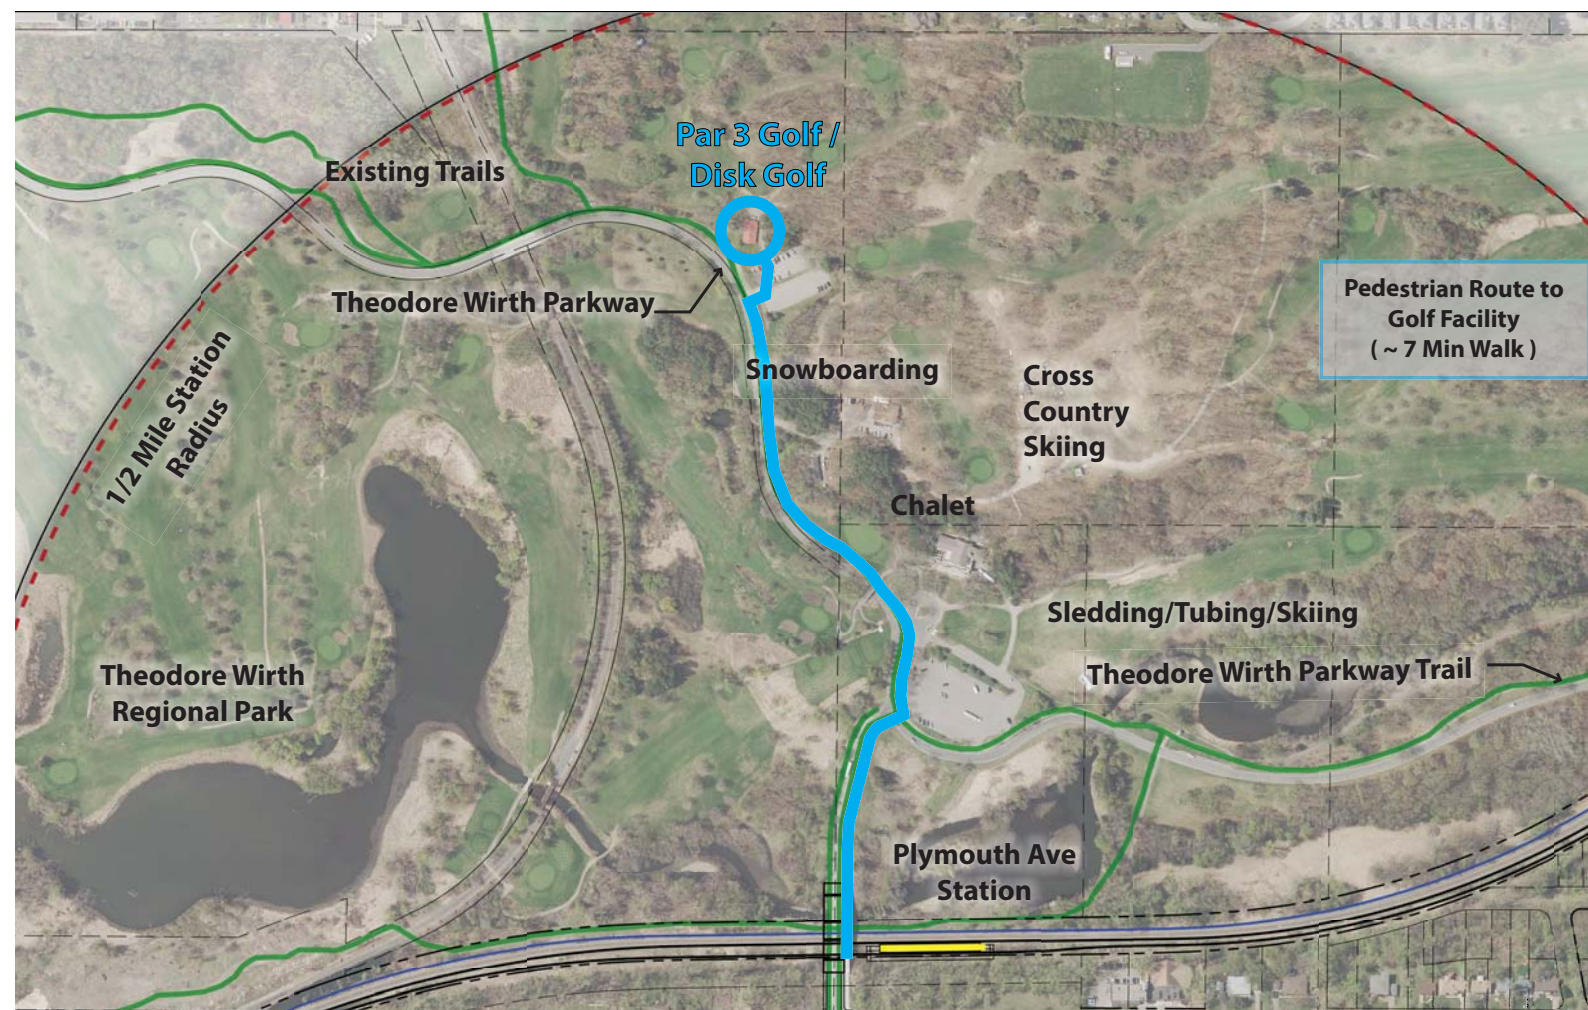 Par 3 Golf /
Disk Golf
Existing Trails
Theodore Wirth Parkway
Pedestrian Route to
Golf Facility
( ~ 7 Min Walk )
1/2 Mile Station
Radius
Snowboarding
Cross
Country
Skiing
Chalet
Sledding/Tubing/Skiing
Theodore Wirth
Regional Park
Theodore Wirth Parkway Trail
Plymouth Ave
Station